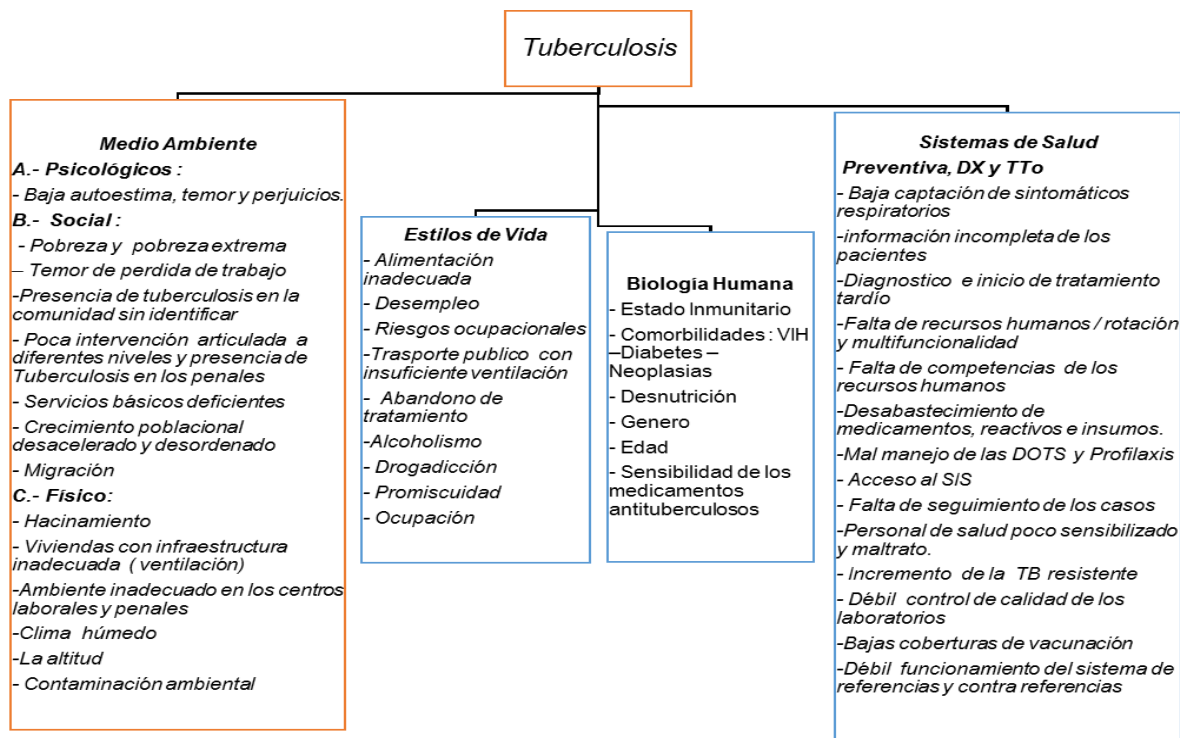 Tuberculosis
Medio Ambiente
A.- Psicológicos :
- Baja autoestima, temor y perjuicios.
B.- Social :
- Pobreza y pobreza extrema
– Temor de perdida de trabajo
-Presencia de tuberculosis en la
comunidad sin identificar
- Poca intervención articulada a
diferentes niveles y presencia de
Tuberculosis en los penales
- Servicios básicos deficientes
- Crecimiento poblacional
desacelerado y desordenado
- Migración
C.- Físico:
- Hacinamiento
- Viviendas con infraestructura
inadecuada ( ventilación)
-Ambiente inadecuado en los centros
laborales y penales
-Clima húmedo
-La altitud
- Contaminación ambiental
Estilos de Vida
- Alimentación
inadecuada
- Desempleo
- Riesgos ocupacionales
-Trasporte publico con
insuficiente ventilación
- Abandono de
tratamiento
-Alcoholismo
- Drogadicción
- Promiscuidad
- Ocupación
Biología Humana
- Estado Inmunitario
- Comorbilidades : VIH
–Diabetes –
Neoplasias
- Desnutrición
- Genero
- Edad
- Sensibilidad de los
medicamentos
antituberculosos
Sistemas de Salud
Preventiva, DX y TTo
- Baja captación de sintomáticos
respiratorios
-información incompleta de los
pacientes
-Diagnostico e inicio de tratamiento
tardío
-Falta de recursos humanos / rotación
y multifuncionalidad
- Falta de competencias de los
recursos humanos
-Desabastecimiento de
medicamentos, reactivos e insumos.
-Mal manejo de las DOTS y Profilaxis
- Acceso al SIS
- Falta de seguimiento de los casos
-Personal de salud poco sensibilizado
y maltrato.
- Incremento de la TB resistente
- Débil control de calidad de los
laboratorios
-Bajas coberturas de vacunación
-Débil funcionamiento del sistema de
referencias y contra referencias